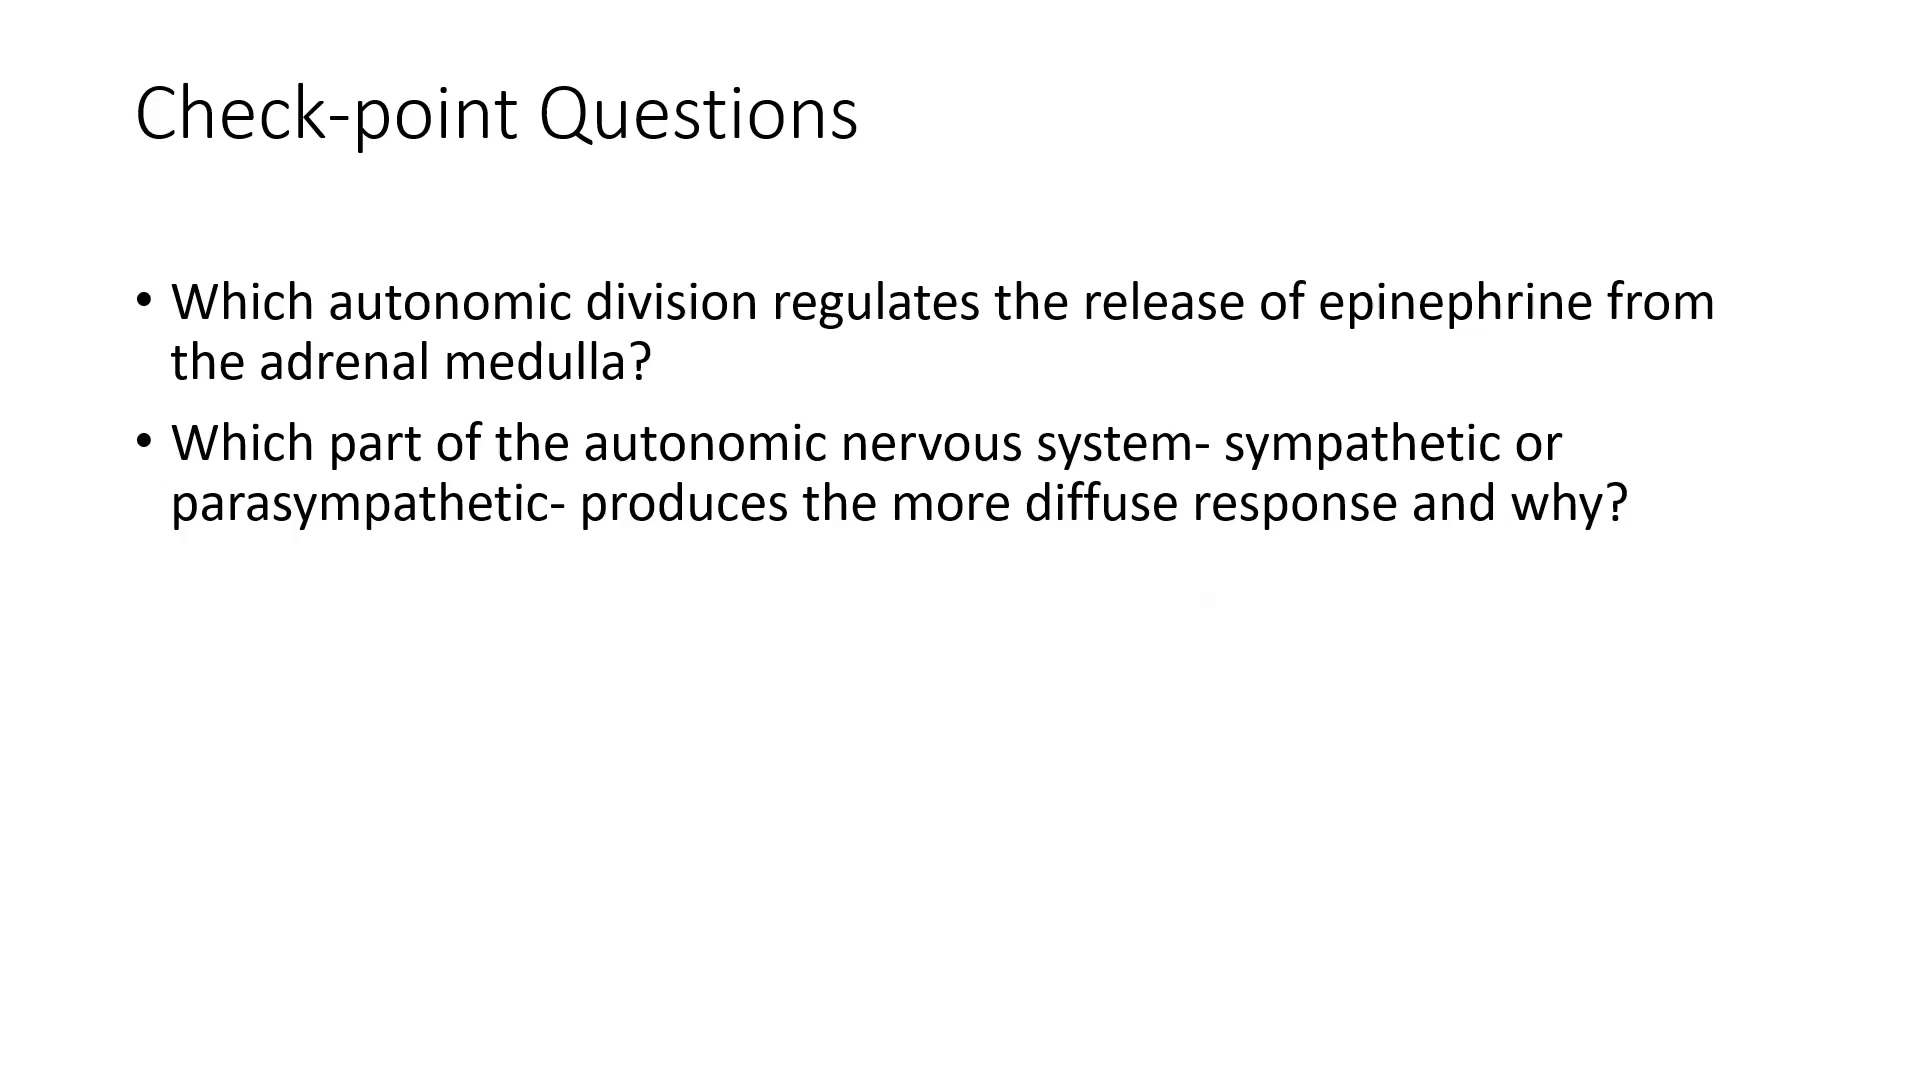 Check-point Questions
• Which autonomic division regulates the release of epinephrine from
the adrenal medulla?
• Which part of the autonomic nervous system- sympathetic or
parasympathetic- produces the more diffuse response and why?